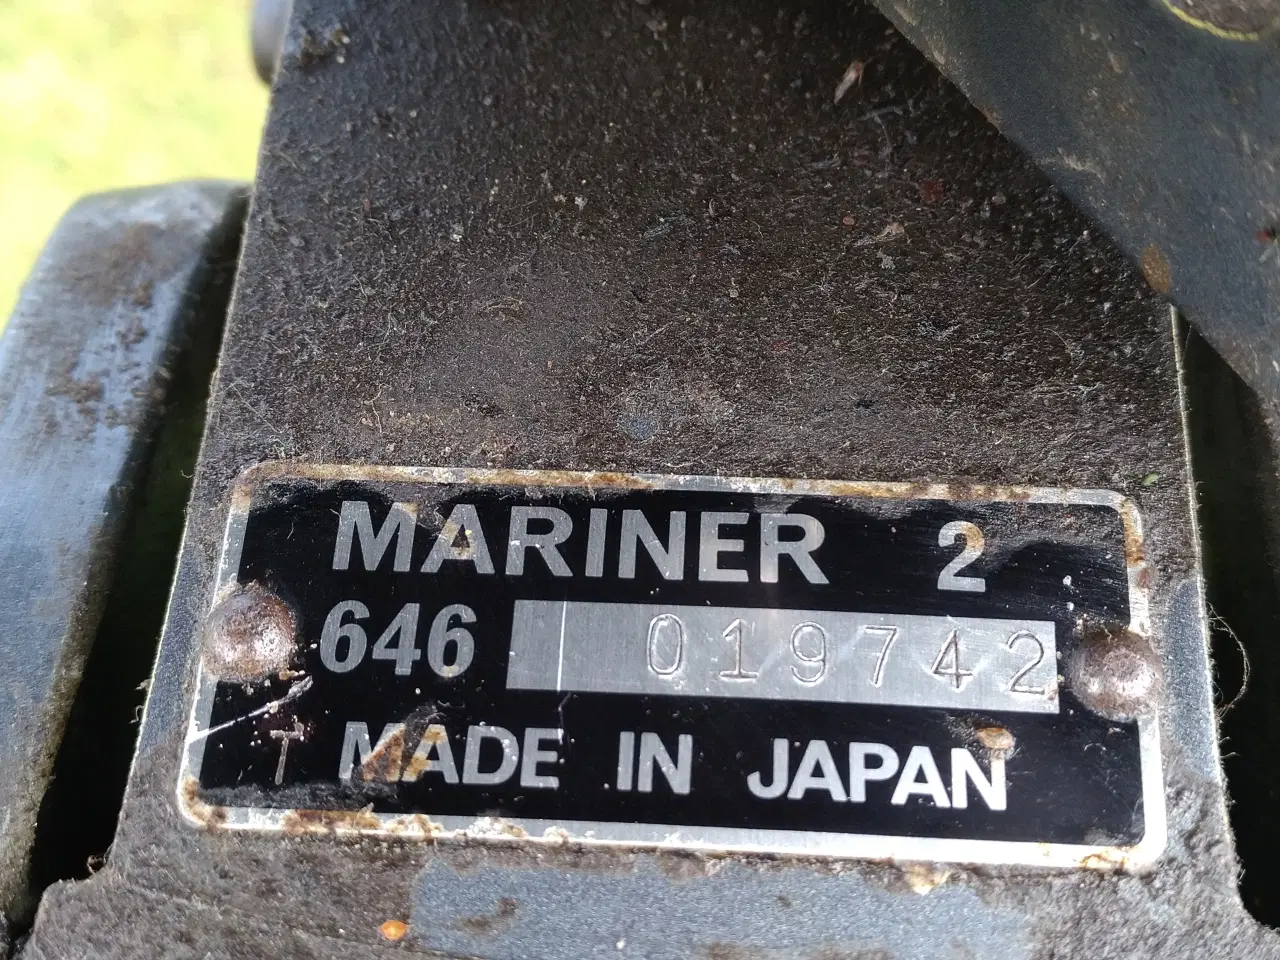 MARINER 2
646 019742
T MADE IN JAPAN